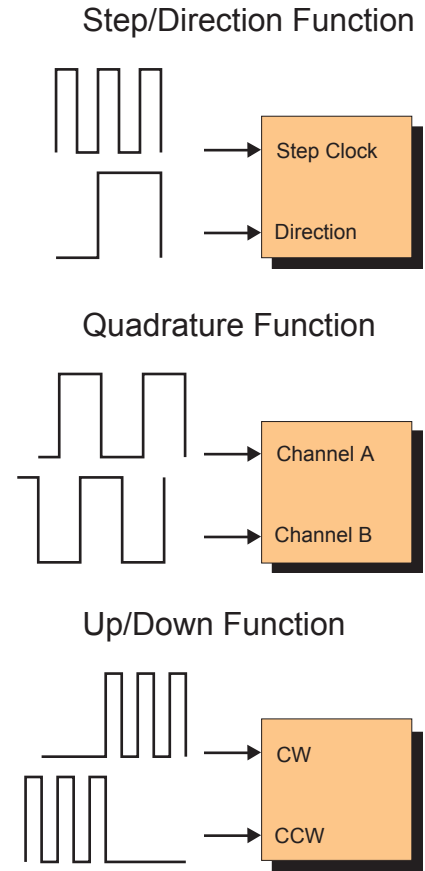 Step/Direction Function
Step Clock
Direction
Quadrature Function
Channel A
Channel B
Up/Down Function
CW
CCW